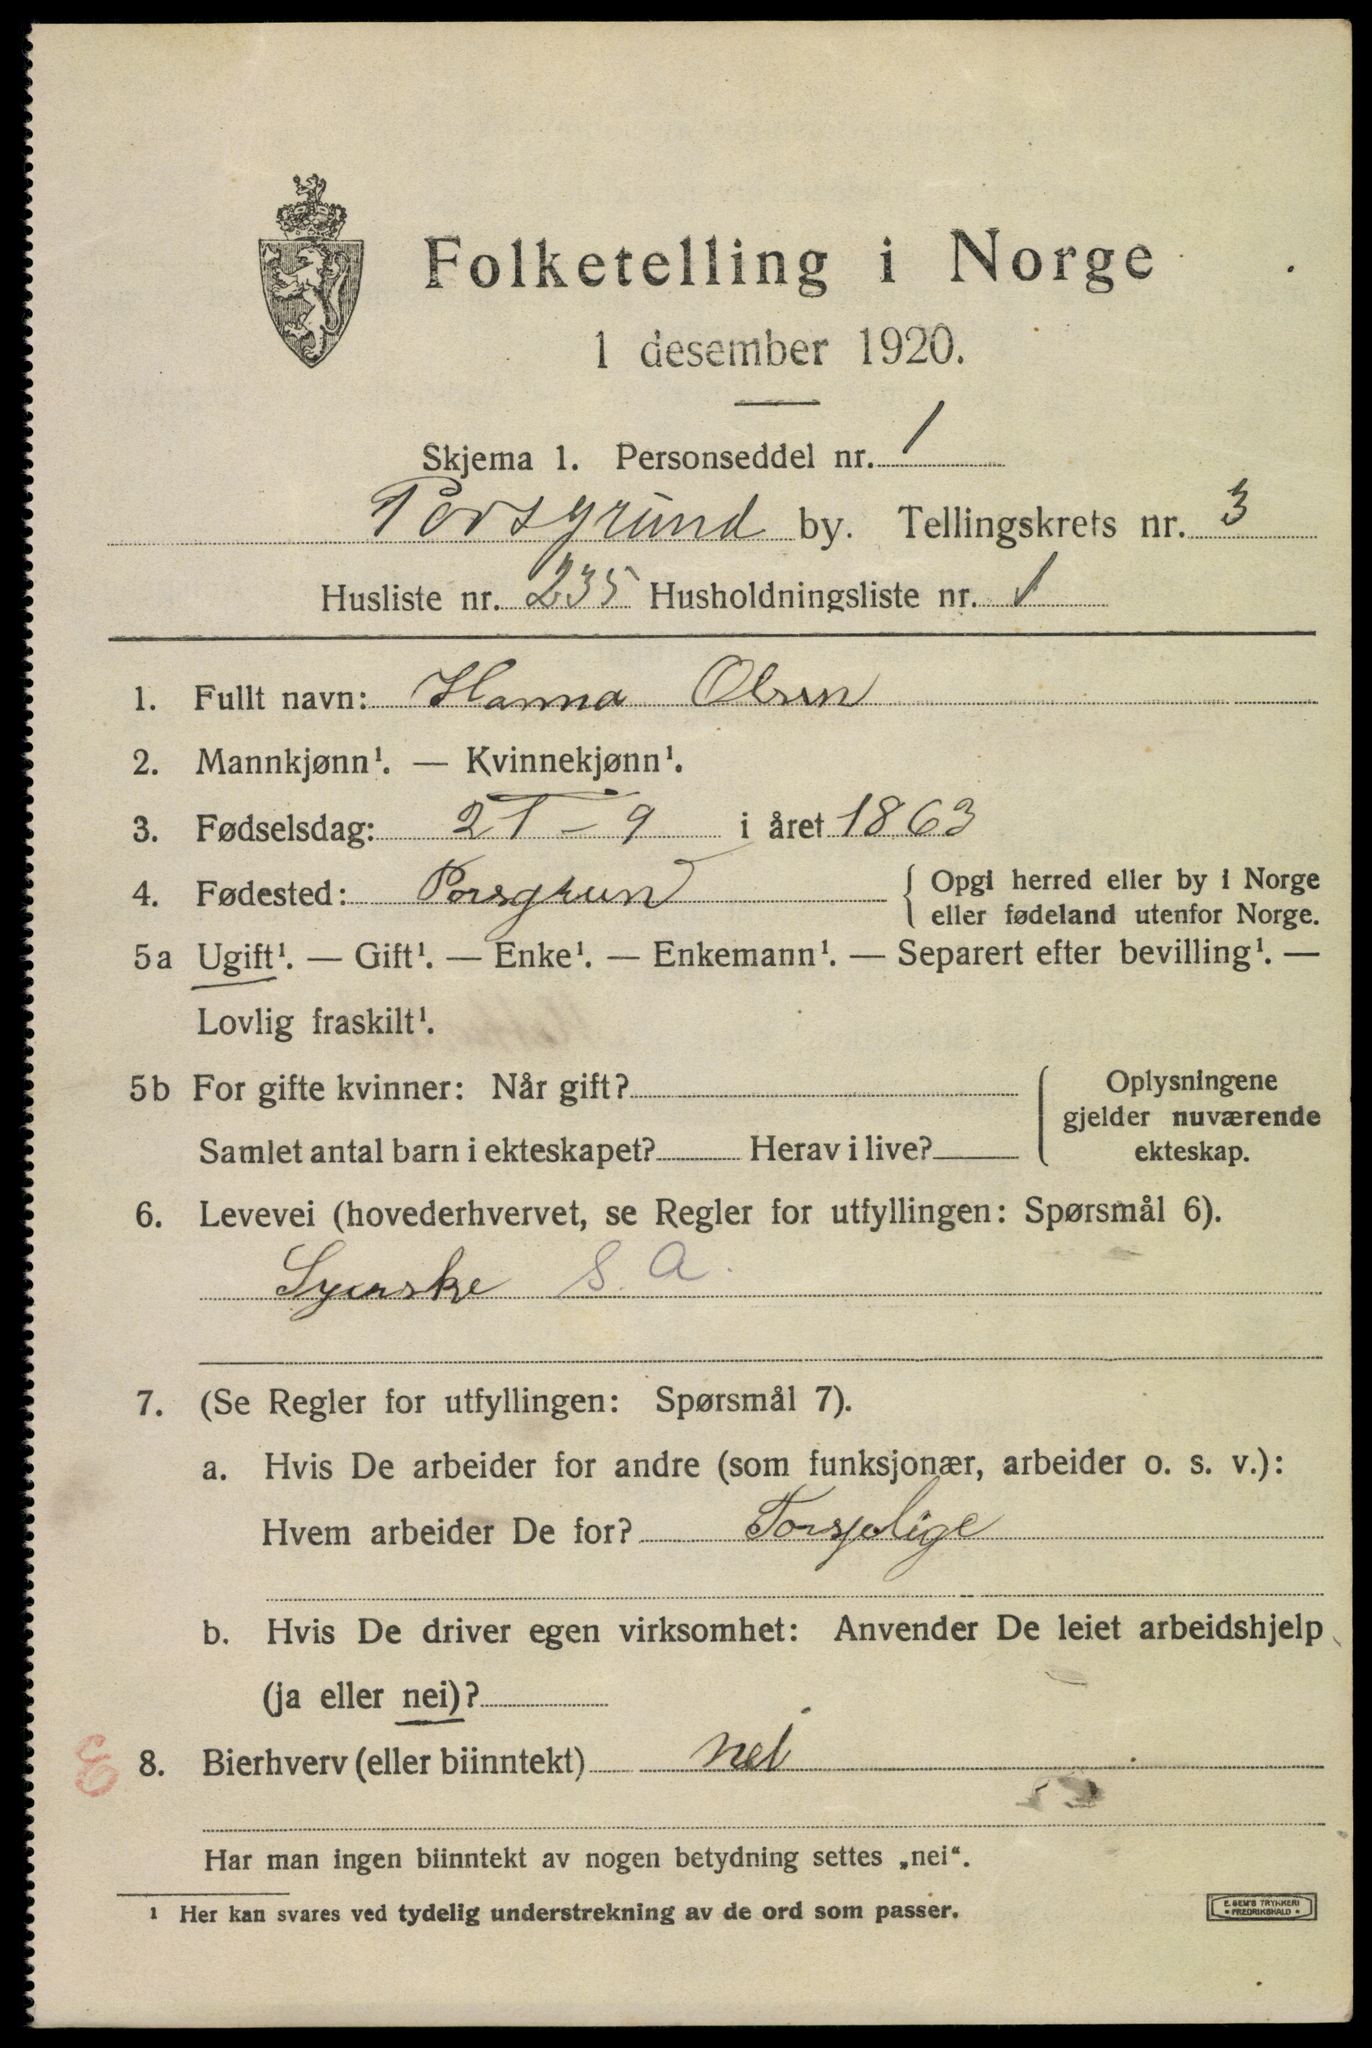 Folketelling i Norge
1 desember 1920.
Skjema 1. Personseddel nr. 1
Porsgrund by. Tellingskrets nr. 3
Husliste nr. 235 Husholdningsliste nr. 1
1. Fullt navn: Hanna Olsen
2. Mannkjønn¹. — Kvinnekjønn¹.
3. Fødselsdag: 21 - 9 i året 1863
4. Fødested: Porsgrund { Opgi herred eller by i Norge
eller fødeland utenfor Norge.
5a Ugift¹. — Gift¹. — Enke¹. — Enkemann¹. — Separert efter bevilling¹. —
Lovlig fraskilt¹.
5b For gifte kvinner: Når gift?
Samlet antal barn i ekteskapet? Herav i live?
Oplysningene
gjelder nuværende
ekteskap.
6. Levevei (hovederhvervet, se Regler for utfyllingen: Spørsmål 6).
Syerske S. A.
7. (Se Regler for utfyllingen: Spørsmål 7).
a. Hvis De arbeider for andre (som funksjonær, arbeider o. s. v.):
Hvem arbeider De for? Forsjelige
b. Hvis De driver egen virksomhet: Anvender De leiet arbeidshjelp
(ja eller nei)?
8. Bierhverv (eller biinntekt) nei
Har man ingen biinntekt av nogen betydning settes „nei“.
¹ Her kan svares ved tydelig understrekning av de ord som passer.
E. SEM'S TRYKKERI
* FREDRIKSHALD *